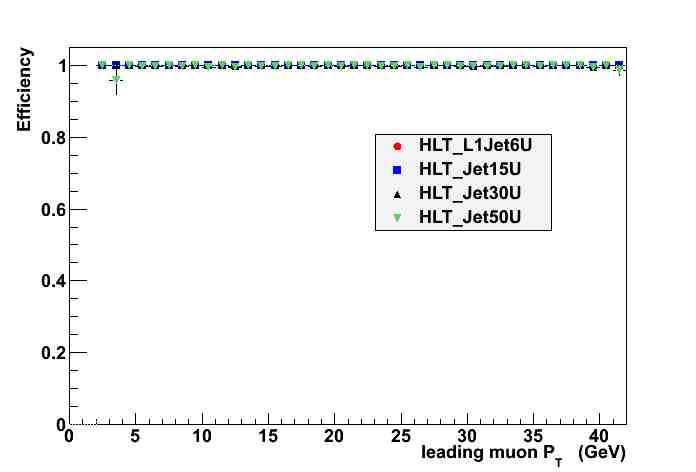 Efficiency
1
0.8
0.6
0.4
0.2
0
HLT_L1Jet6U
HLT_Jet15U
HLT_Jet30U
HLT_Jet50U
0 5 10 15 20 25 30 35 40
leading muon P_T (GeV)